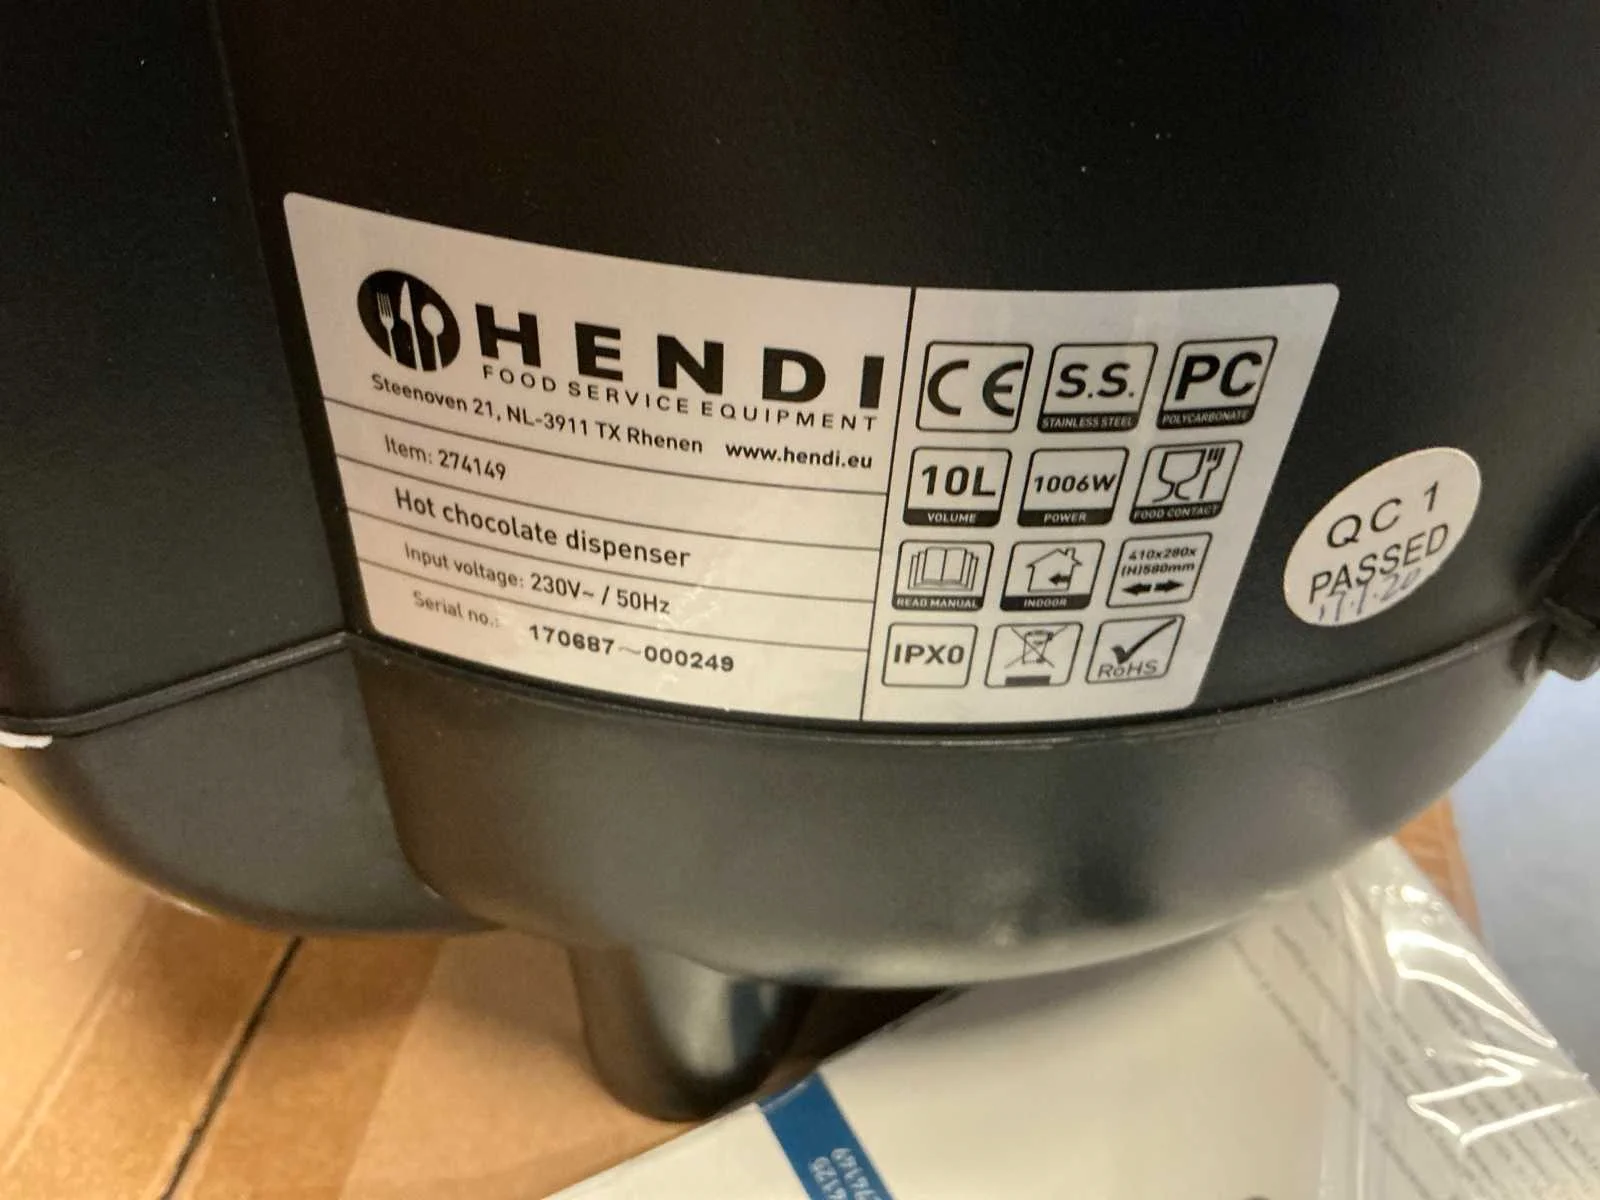 HENDI
FOOD SERVICE EQUIPMENT
Steenoven 21, NL-3911 TX Rhenen www.hendi.eu
Item: 274149
Hot chocolate dispenser
Input voltage: 230V~ / 50Hz
Serial no.: 170687~000249
CE S.S. PC
STAINLESS STEEL POLYCARBONATE
10L 1006W
VOLUME POWER FOOD CONTACT
410x280x
(H)580mm
READ MANUAL INDOOR
IPX0 RoHS
QC 1
PASSED